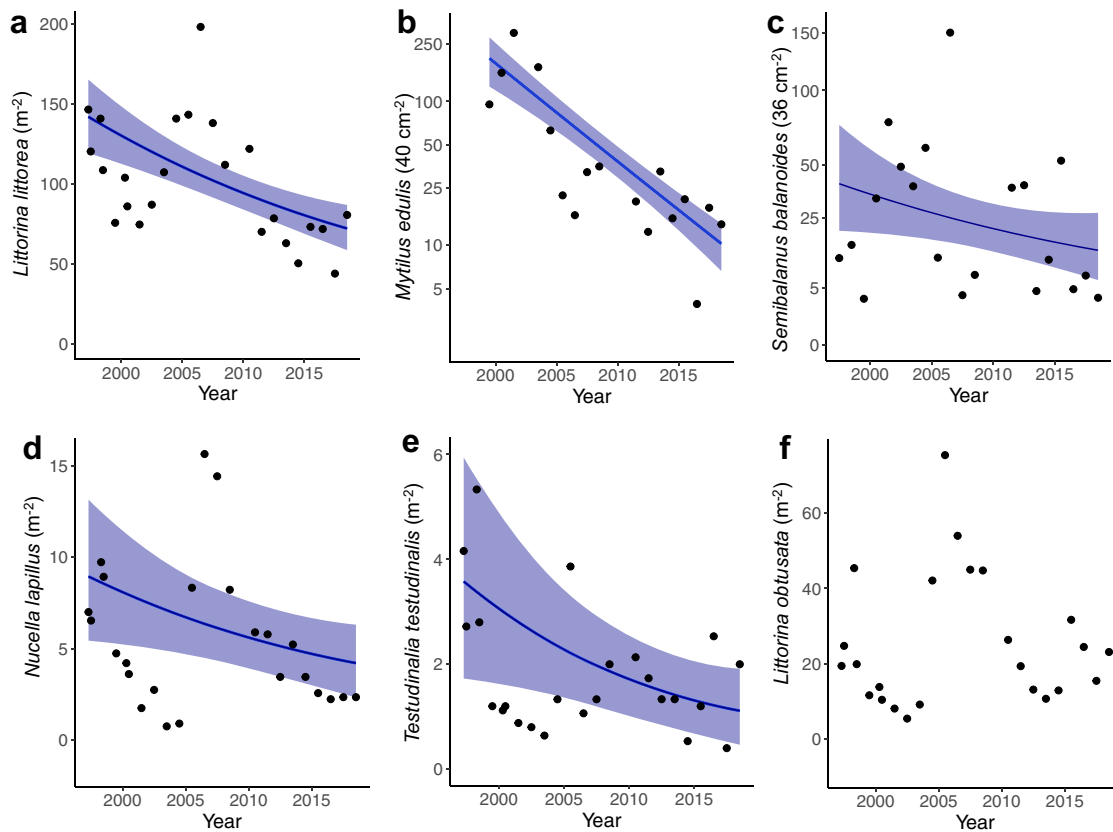 a
Littorina littorea (m-2)
200
150
100
50
0
2000 2005 2010 2015
Year
b
Mytilus edulis (40 cm-2)
250
100
50
25
10
5
2000 2005 2010 2015
Year
c
Semibalanus balanoides (36 cm-2)
150
50
25
5
0
2000 2005 2010 2015
Year
d
Nucella lapillus (m-2)
15
10
5
0
2000 2005 2010 2015
Year
e
Testudinalia testudinalis (m-2)
6
4
2
0
2000 2005 2010 2015
Year
f
Littorina obtusata (m-2)
60
40
20
0
2000 2005 2010 2015
Year